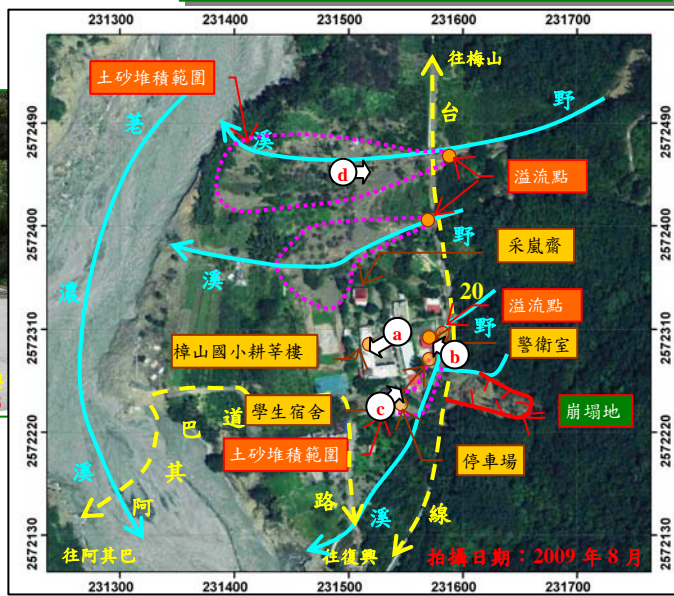 231300 231400 231500 231600 231700
往梅山
土砂堆積範圍
野
溪
台
荖
2572490 2572490
d
溢流點
2572400 2572400
野
溪
采嵐齋
濃
20
溢流點
2572310 2572310
野
a
樟山國小耕莘樓
b
警衛室
巴 道
學生宿舍
c
崩塌地
2572220 2572220
土砂堆積範圍
停車場
其
溪
阿
路
溪
線
2572130 2572130
往阿其巴
往復興
拍攝日期：2009 年 8 月
231300 231400 231500 231600 231700